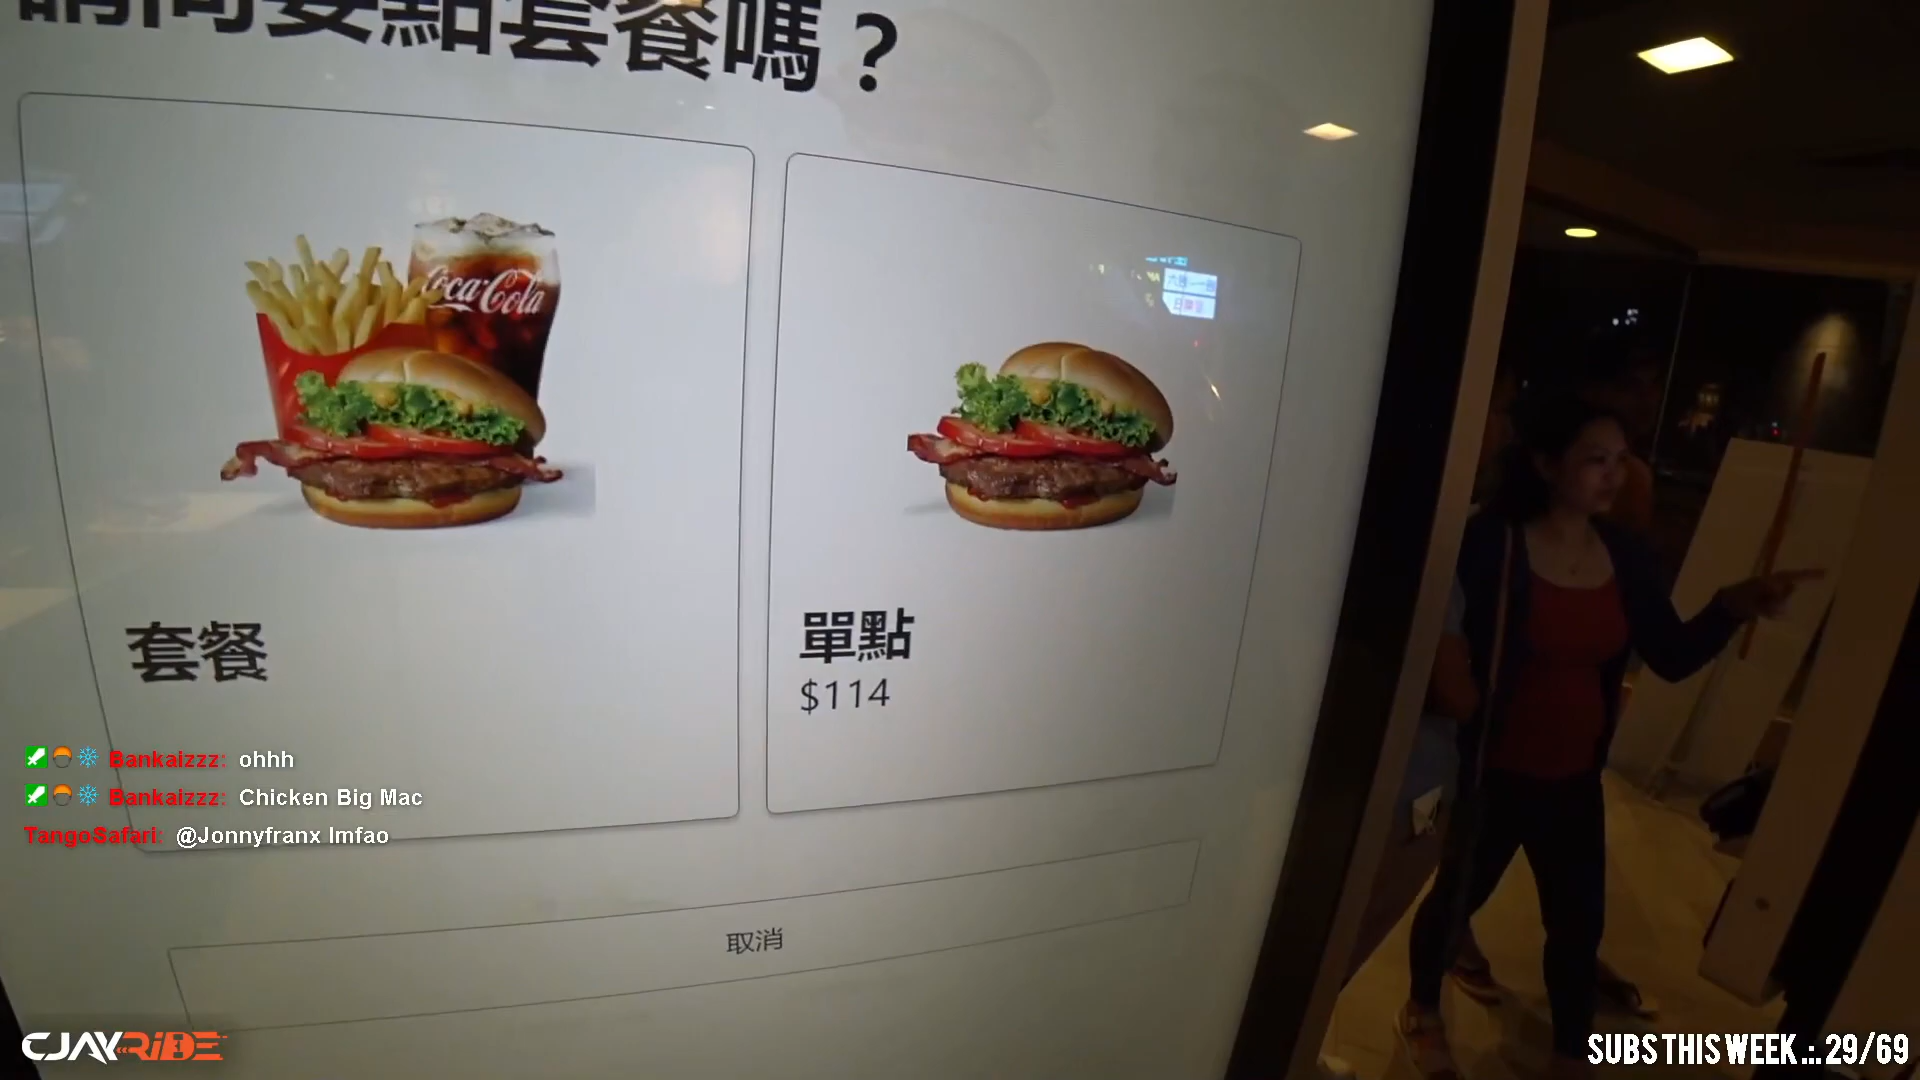 請問要點套餐嗎？
Coca-Cola
套餐
單點
$114
Bankaizzz: ohhh
Bankaizzz: Chicken Big Mac
TangoSafari: @Jonnyfranx lmfao
取消
CJAYRIDE
SUBS THIS WEEK .:. 29/69